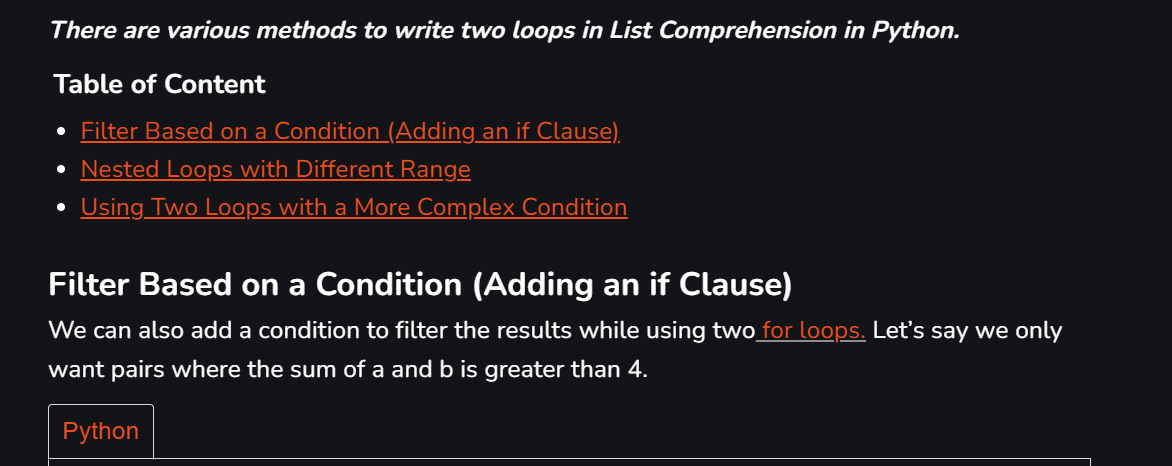 There are various methods to write two loops in List Comprehension in Python.
Table of Content
Filter Based on a Condition (Adding an if Clause)
Nested Loops with Different Range
Using Two Loops with a More Complex Condition
Filter Based on a Condition (Adding an if Clause)
We can also add a condition to filter the results while using two for loops. Let’s say we only
want pairs where the sum of a and b is greater than 4.
Python